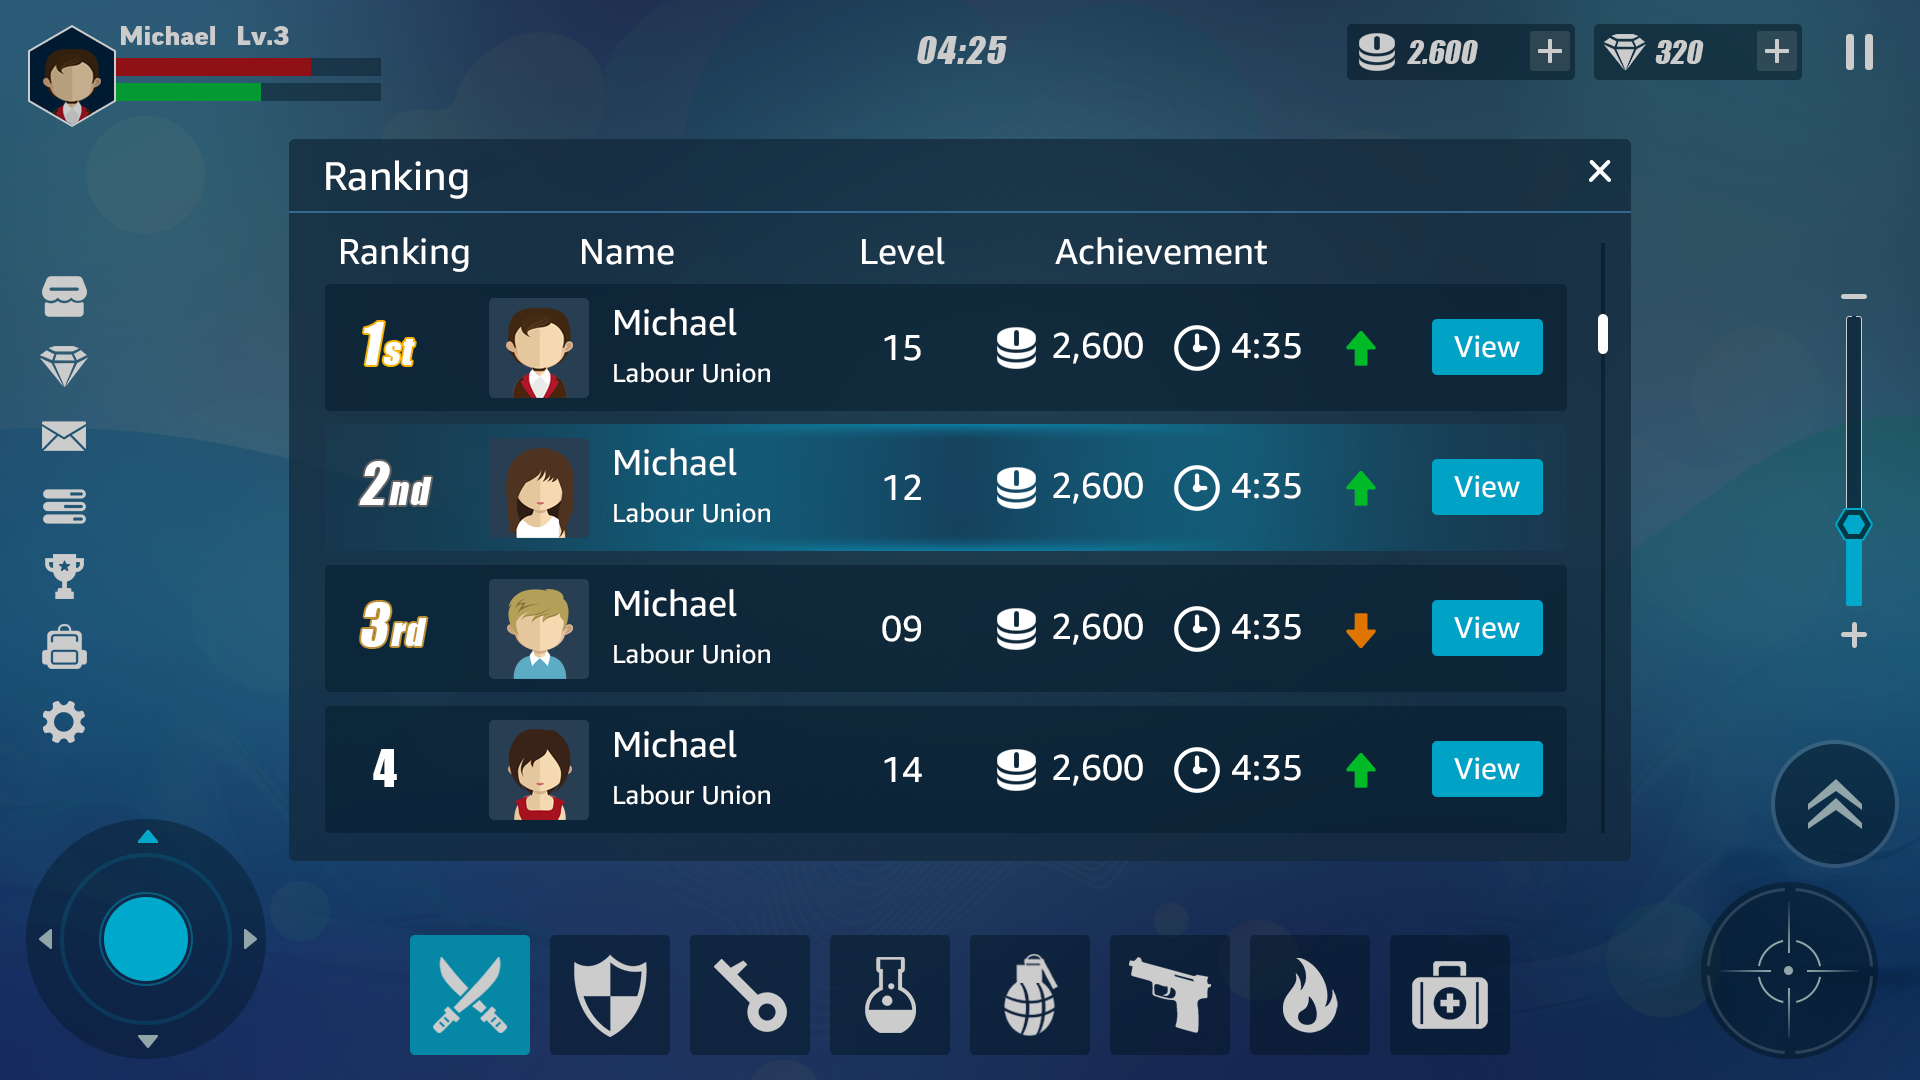 Michael Lv.3
04:25
2.600
320
Ranking
Ranking Name Level Achievement
1st
Michael
Labour Union
15
2,600
4:35
View
2nd
Michael
Labour Union
12
2,600
4:35
View
3rd
Michael
Labour Union
09
2,600
4:35
View
4
Michael
Labour Union
14
2,600
4:35
View